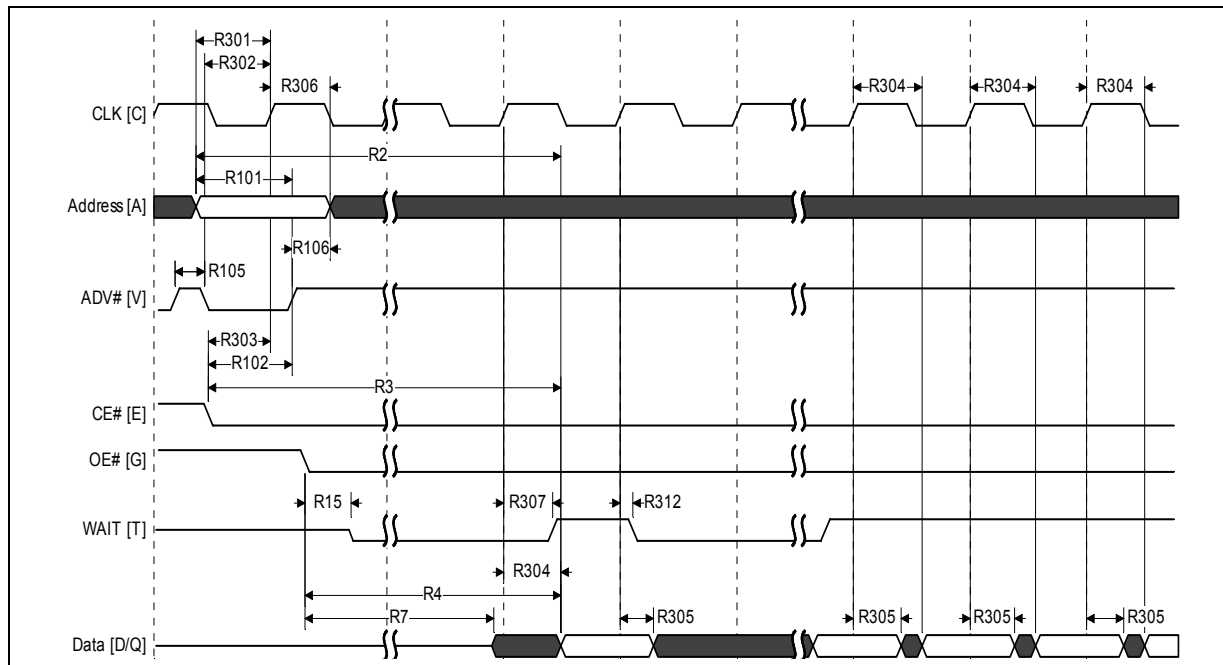 R301
R302
R306
R304
R304
R304
CLK [C]
R2
R101
Address [A]
R106
R105
ADV# [V]
R303
R102
R3
CE# [E]
OE# [G]
R15
R307
R312
WAIT [T]
R304
R4
R7
R305
R305
R305
R305
Data [D/Q]